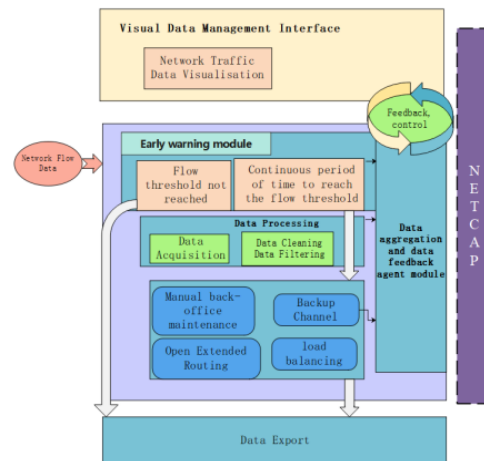 Visual Data Management Interface
Network Traffic
Data Visualisation
Feedback,
control
Early warning module
Network Flow
Data
Flow
threshold not
reached
Continuous period
of time to reach
the flow threshold
Data Processing
Data
Acquisition
Data Cleaning
Data Filtering
Data
aggregation
and data
feedback
agent module
Manual back-
office
maintenance
Backup
Channel
Open Extended
Routing
load
balancing
Data Export
NETCAP